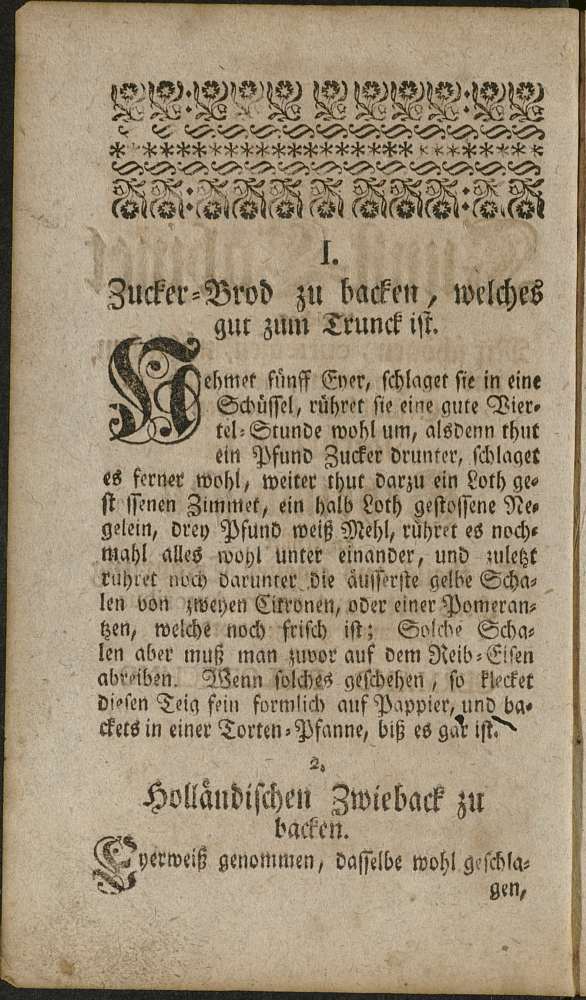 I.
Zucker-Brod zu backen, welches
gut zum Trunck ist.
Nehmet fünff Eyer, schlaget sie in eine
Schüssel, rühret sie eine gute Vier-
tel-Stunde wohl um, alsdenn thut
ein Pfund Zucker drunter, schlaget
es ferner wohl, weiter thut darzu ein Loth ge-
st ssenen Zimmet, ein halb Loth gestossene Ne-
gelein, drey Pfund weiß Mehl, rühret es noch-
mahl alles wohl unter einander, und zuletzt
rühret noch darunter die äusserste gelbe Scha-
len von zweyen Citronen, oder einer Pomeran-
tzen, welche noch frisch ist; Solche Scha-
len aber muß man zuvor auf dem Reib-Eisen
abreiben. Wenn solches geschehen, so klecket
diesen Teig fein formlich auf Pappier, und ba-
ckets in einer Torten-Pfanne, biß es gar ist.
2.
Holländischen Zwieback zu
backen.
Eyerweiß genommen, dasselbe wohl geschla-
gen,